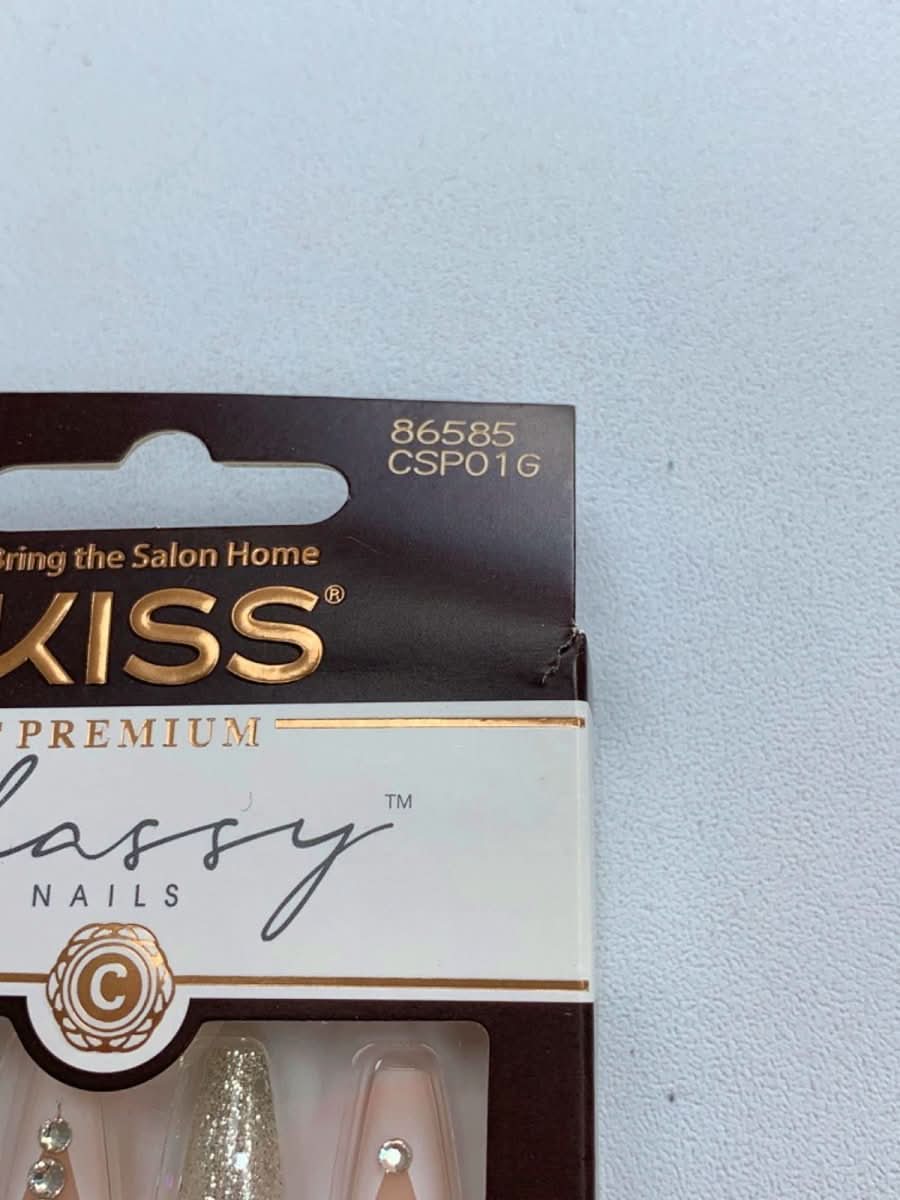 86585
CSP01G
Bring the Salon Home
KISS®
PREMIUM
lassy™
NAILS
C